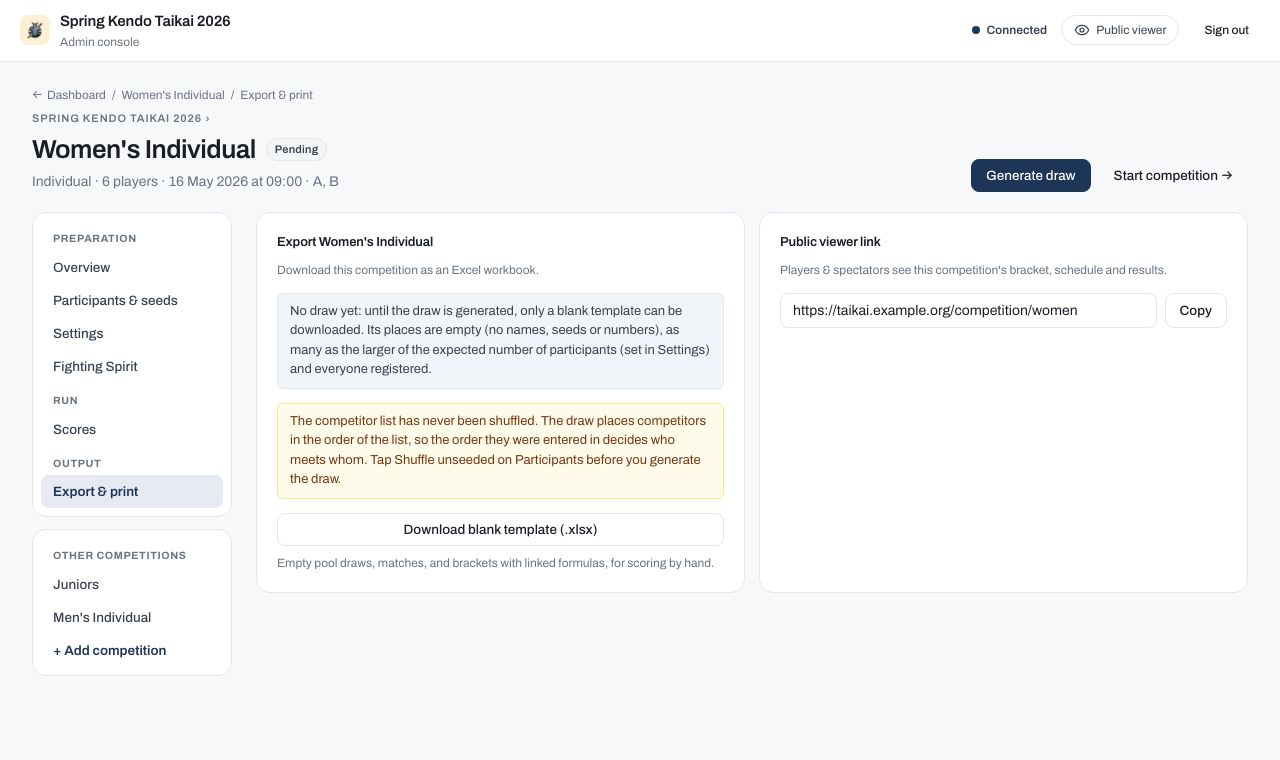 Spring Kendo Taikai 2026
Admin console
Connected
Public viewer
Sign out
← Dashboard / Women's Individual / Export & print
SPRING KENDO TAIKAI 2026 ›
Women's Individual
Pending
Individual · 6 players · 16 May 2026 at 09:00 · A, B
Generate draw
Start competition →
PREPARATION
Overview
Participants & seeds
Settings
Fighting Spirit
RUN
Scores
OUTPUT
Export & print
OTHER COMPETITIONS
Juniors
Men's Individual
+ Add competition
Export Women's Individual
Download this competition as an Excel workbook.
No draw yet: until the draw is generated, only a blank template can be
downloaded. Its places are empty (no names, seeds or numbers), as
many as the larger of the expected number of participants (set in Settings)
and everyone registered.
The competitor list has never been shuffled. The draw places competitors
in the order of the list, so the order they were entered in decides who
meets whom. Tap Shuffle unseeded on Participants before you generate
the draw.
Download blank template (.xlsx)
Empty pool draws, matches, and brackets with linked formulas, for scoring by hand.
Public viewer link
Players & spectators see this competition's bracket, schedule and results.
https://taikai.example.org/competition/women
Copy